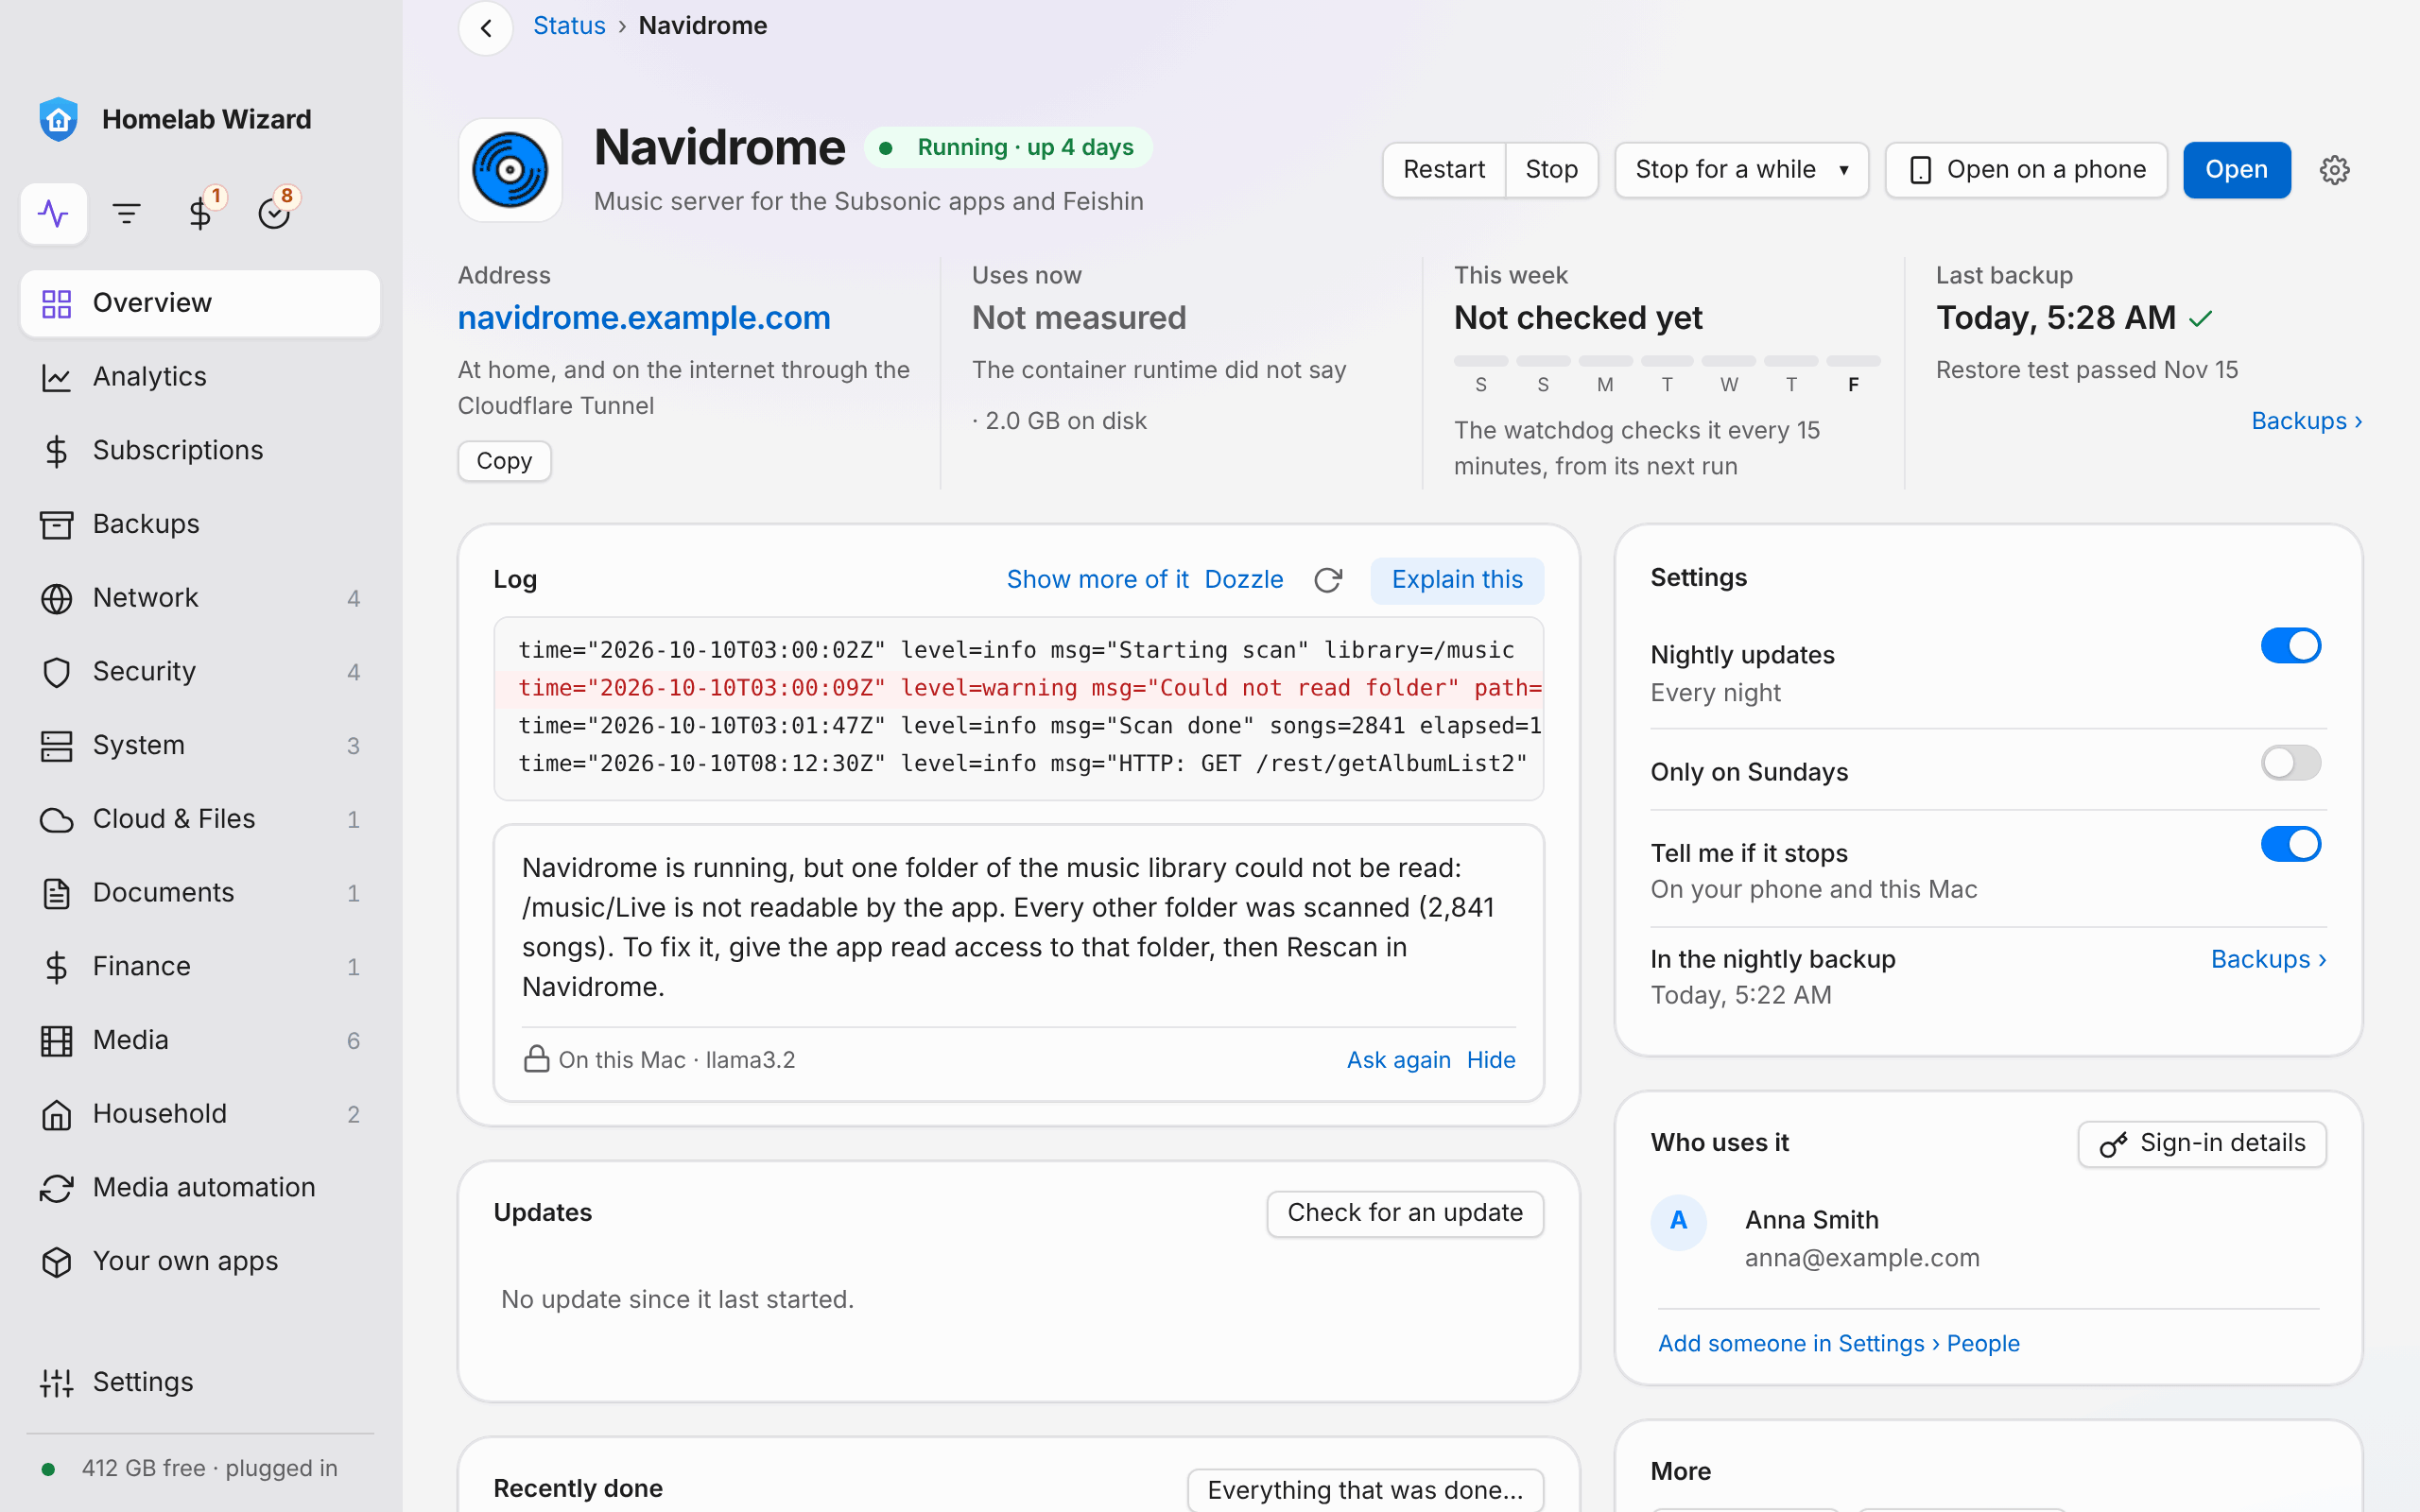 Homelab Wizard
1
8
Overview
Analytics
Subscriptions
Backups
Network 4
Security 4
System 3
Cloud & Files 1
Documents 1
Finance 1
Media 6
Household 2
Media automation
Your own apps
Settings
412 GB free · plugged in
Status › Navidrome
Navidrome
Running · up 4 days
Music server for the Subsonic apps and Feishin
Restart
Stop
Stop for a while ▾
Open on a phone
Open
Address
navidrome.example.com
At home, and on the internet through the
Cloudflare Tunnel
Copy
Uses now
Not measured
The container runtime did not say
· 2.0 GB on disk
This week
Not checked yet
S S M T W T F
The watchdog checks it every 15
minutes, from its next run
Last backup
Today, 5:28 AM ✓
Restore test passed Nov 15
Backups ›
Log
Show more of it
Dozzle
Explain this
time="2026-10-10T03:00:02Z" level=info msg="Starting scan" library=/music
time="2026-10-10T03:00:09Z" level=warning msg="Could not read folder" path=
time="2026-10-10T03:01:47Z" level=info msg="Scan done" songs=2841 elapsed=1
time="2026-10-10T08:12:30Z" level=info msg="HTTP: GET /rest/getAlbumList2"
Navidrome is running, but one folder of the music library could not be read:
/music/Live is not readable by the app. Every other folder was scanned (2,841
songs). To fix it, give the app read access to that folder, then Rescan in
Navidrome.
On this Mac · llama3.2
Ask again
Hide
Updates
Check for an update
No update since it last started.
Recently done
Everything that was done...
Settings
Nightly updates
Every night
Only on Sundays
Tell me if it stops
On your phone and this Mac
In the nightly backup
Backups ›
Today, 5:22 AM
Who uses it
Sign-in details
A
Anna Smith
anna@example.com
Add someone in Settings › People
More